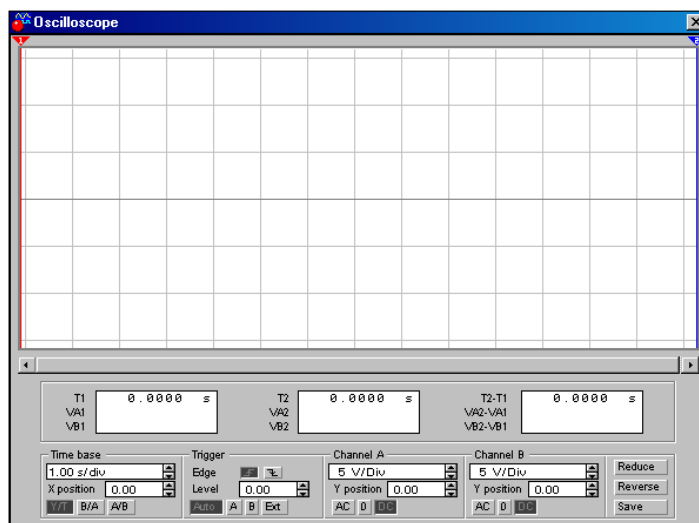 Oscilloscope
1 2
T1 0.0000 s T2 0.0000 s T2-T1 0.0000 s
VA1 VA2 VA2-VA1
VB1 VB2 VB2-VB1
Time base Trigger Channel A Channel B
1.00 s/div Edge 5 V/Div 5 V/Div Reduce
X position 0.00 Level 0.00 Y position 0.00 Y position 0.00 Reverse
Y/T B/A A/B Auto A B Ext AC 0 DC AC 0 DC Save